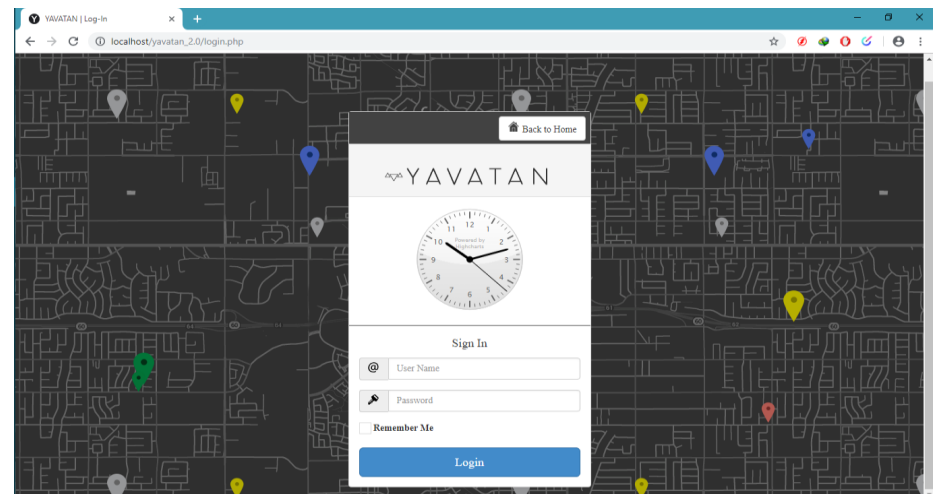 YAVATAN | Log-In
localhost/yavatan_2.0/login.php
Back to Home
YAVATAN
12
11 1
10 Powered by 2
Highcharts
9 3
8 4
7 5
6
Sign In
@ User Name
Password
Remember Me
Login